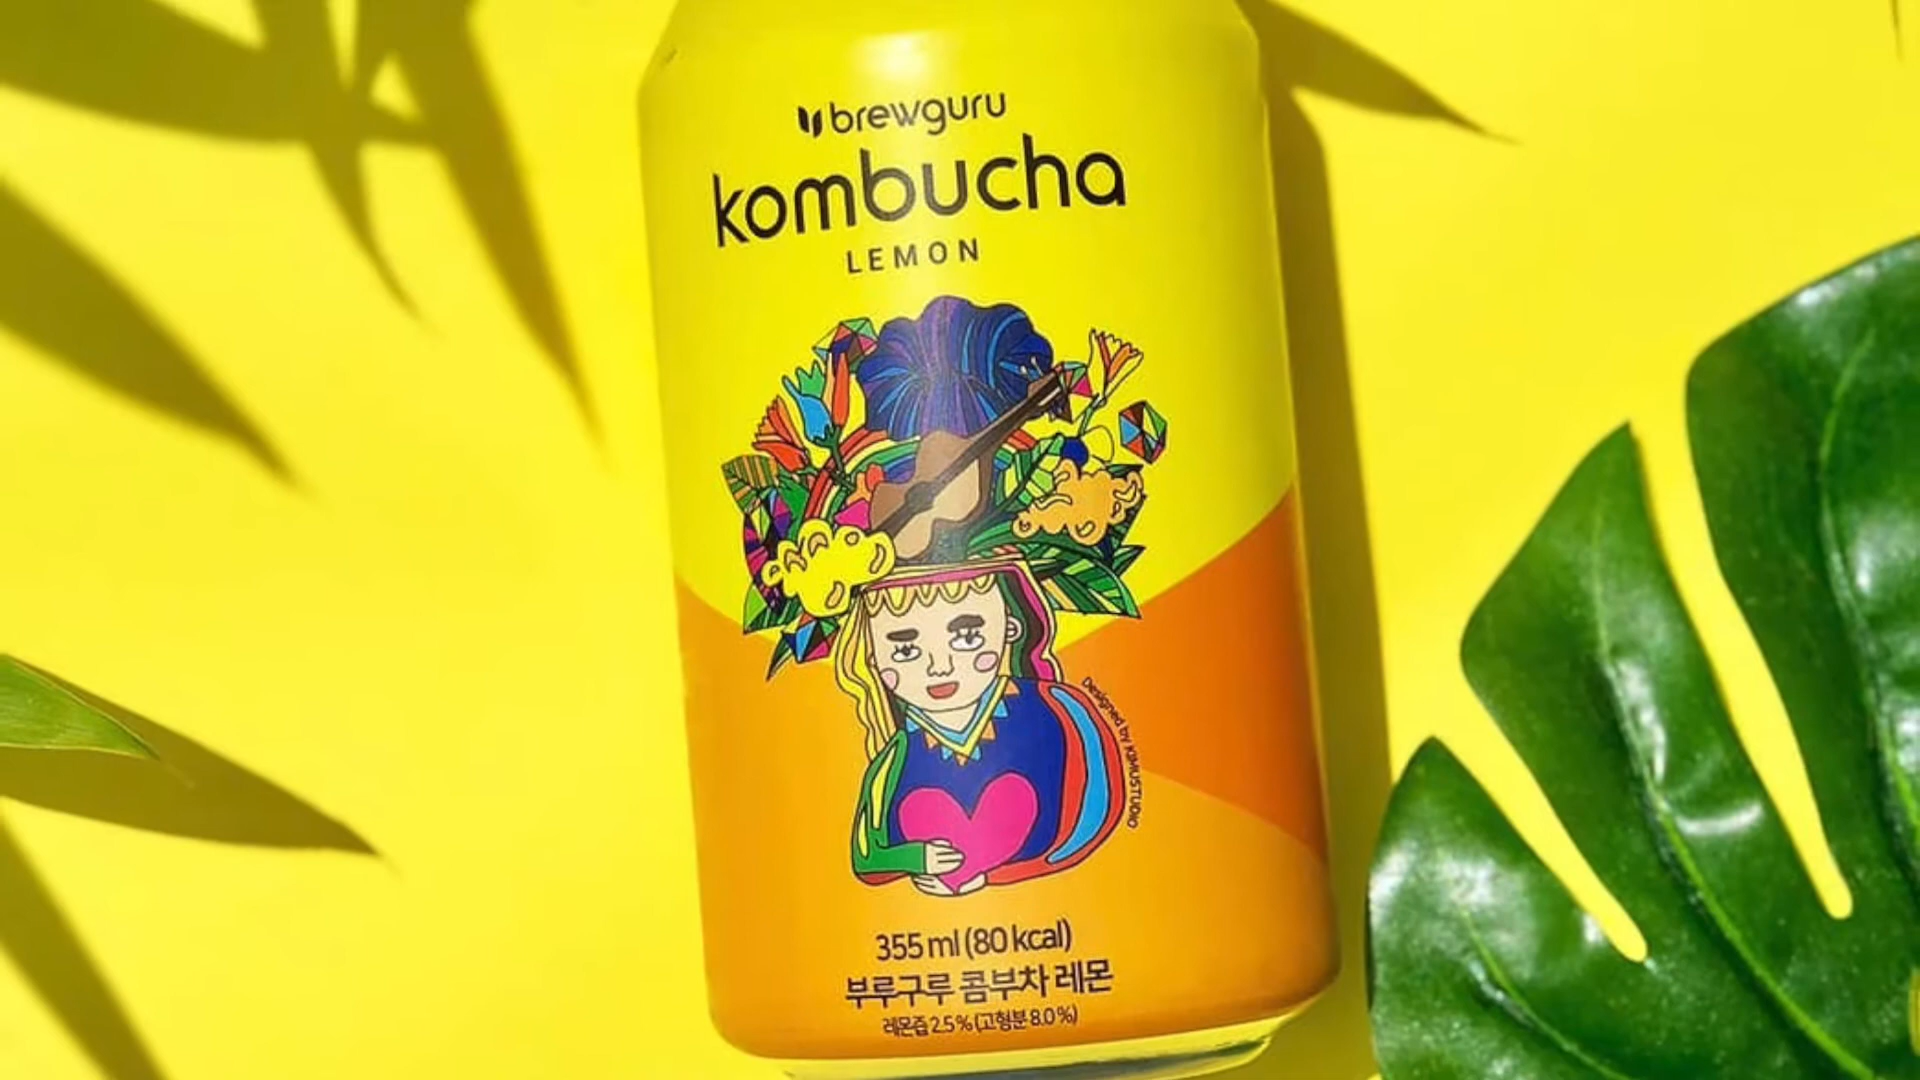 brewguru
kombucha
LEMON
Designed by KIMUSTUDIO
355 ml (80 kcal)
부루구루 콤부차 레몬
레몬즙 2.5% (고형분 8.0%)